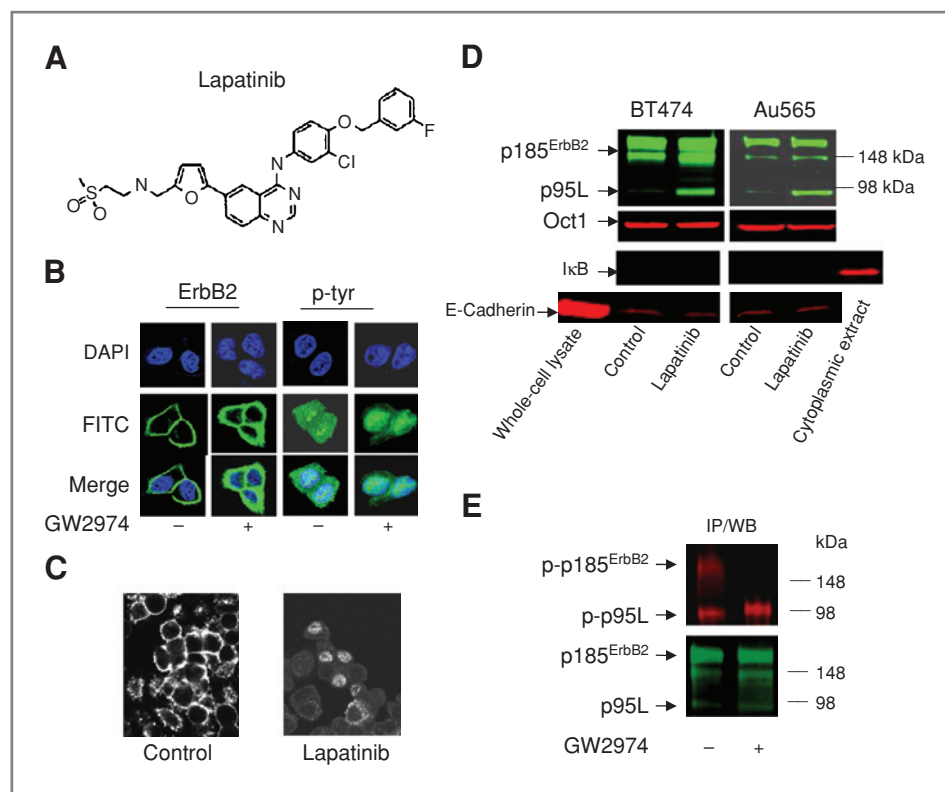 A
Lapatinib
O
F
Cl
HN
N
N
O
N
S
O
O
B
ErbB2
p-tyr
DAPI
FITC
Merge
GW2974
– + – +
C
Control
Lapatinib
D
BT474
Au565
p185ErbB2
148 kDa
p95L
98 kDa
Oct1
IκB
E-Cadherin
Whole-cell lysate
Control
Lapatinib
Control
Lapatinib
Cytoplasmic extract
E
IP/WB
kDa
p-p185ErbB2
148
p-p95L
98
p185ErbB2
148
p95L
98
GW2974
– +